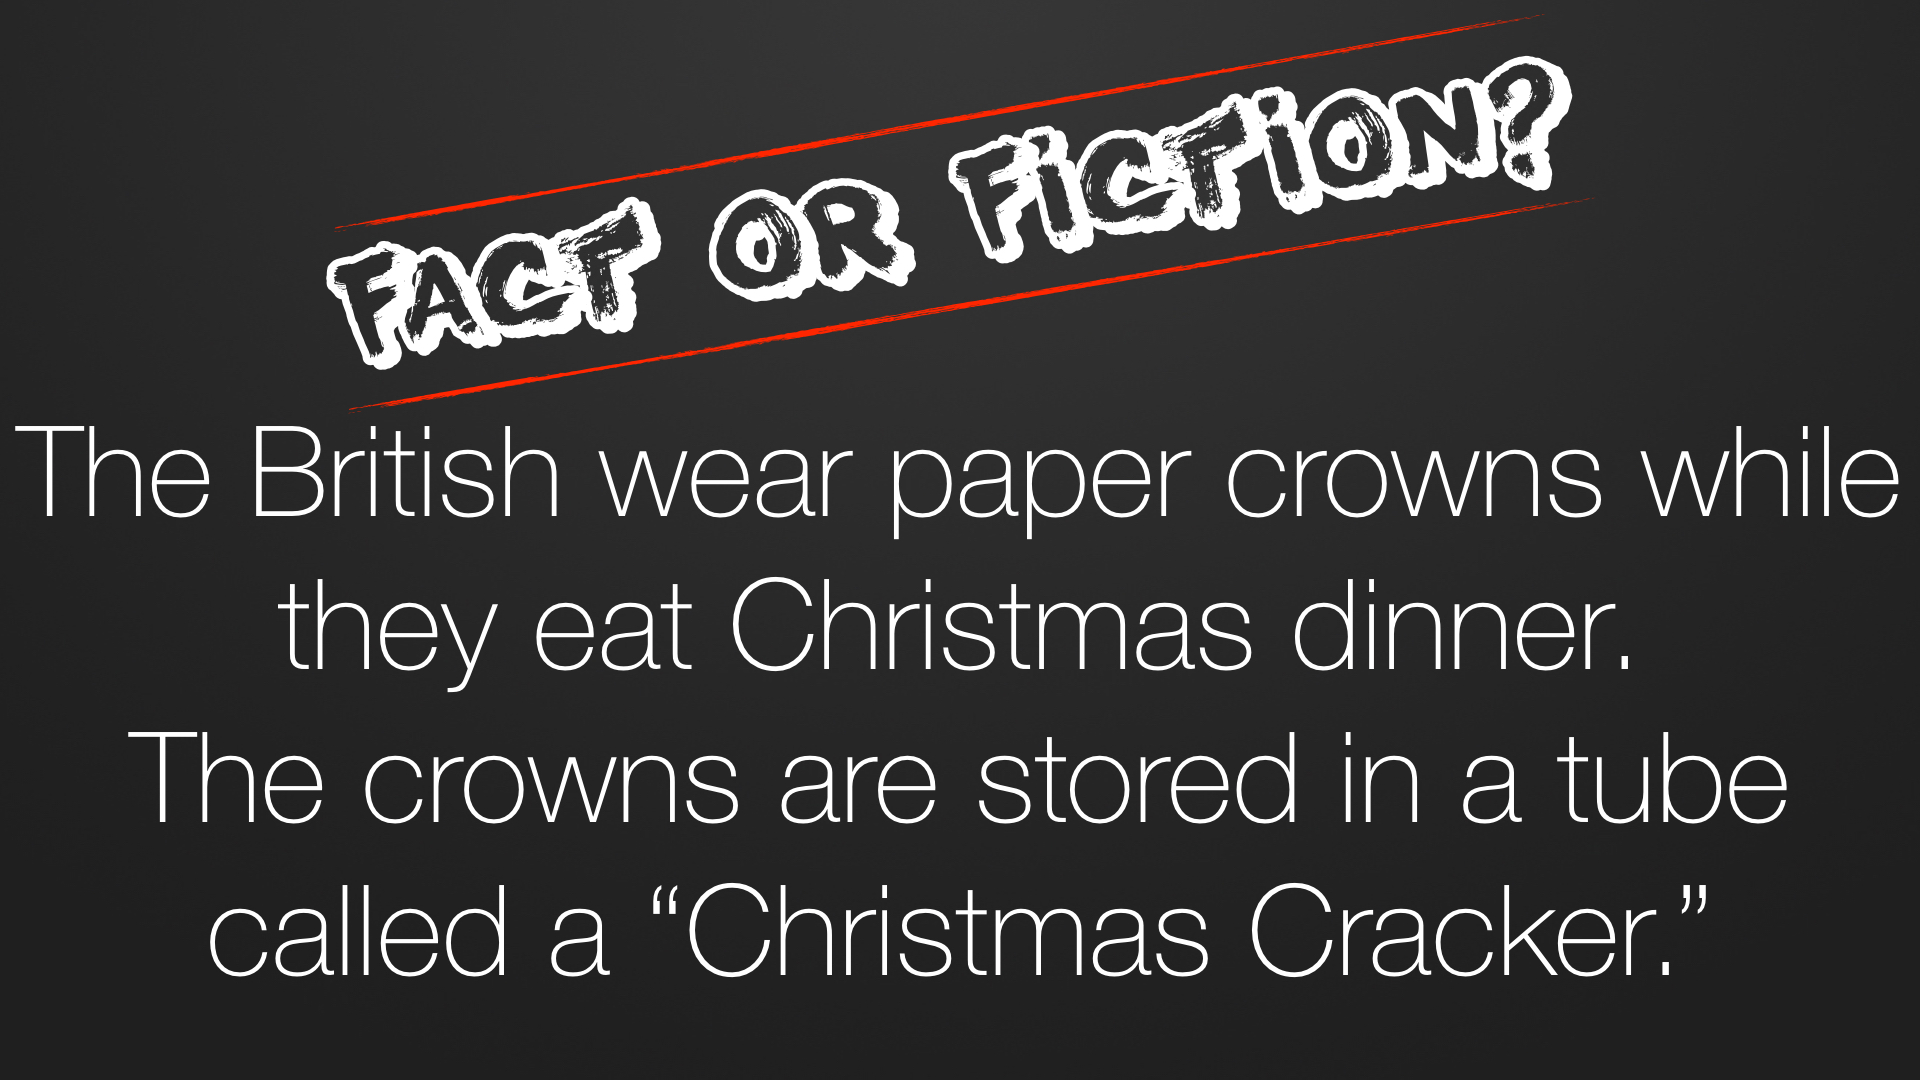 FACT OR FiCTiON?
The British wear paper crowns while
they eat Christmas dinner.
The crowns are stored in a tube
called a “Christmas Cracker.”